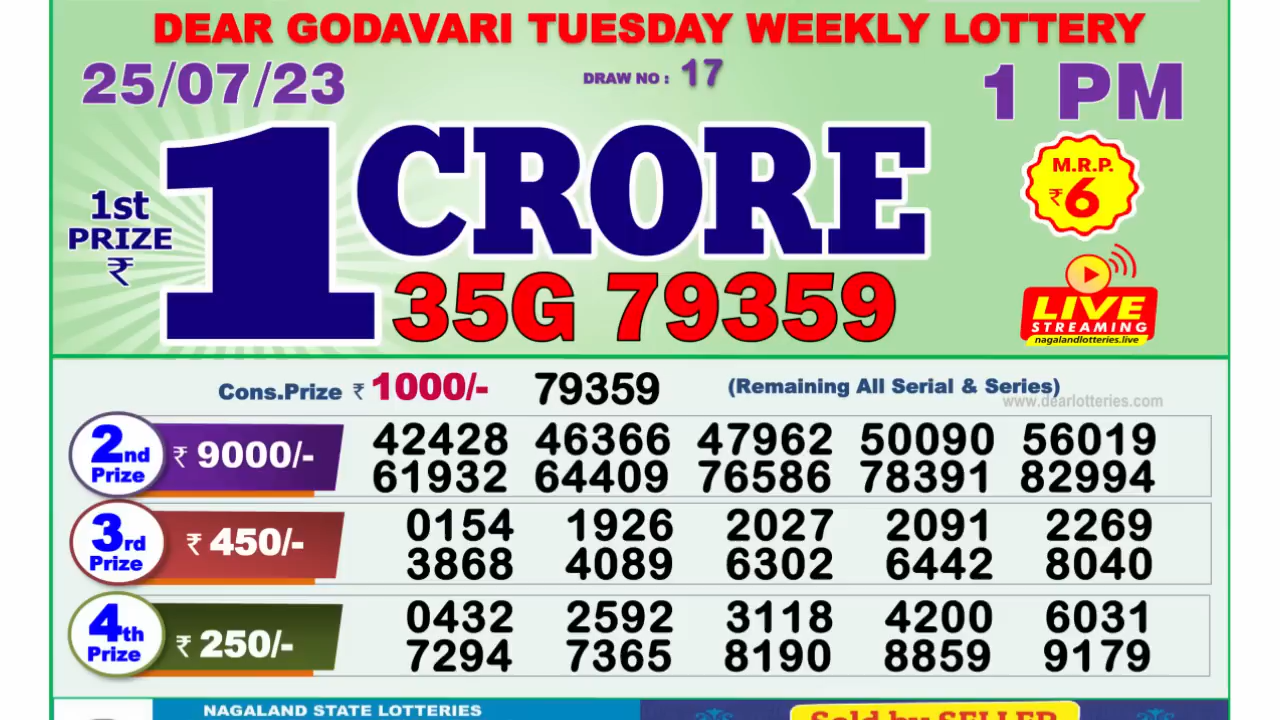 DEAR GODAVARI TUESDAY WEEKLY LOTTERY
25/07/23 DRAW NO : 17 1 PM
1st PRIZE ₹ 1 CRORE
M.R.P. ₹6
35G 79359
LIVE STREAMING
nagalandlotteries.live
Cons.Prize ₹ 1000/- 79359 (Remaining All Serial & Series)
www.dearlotteries.com
2nd Prize ₹ 9000/-
42428 46366 47962 50090 56019
61932 64409 76586 78391 82994
3rd Prize ₹ 450/-
0154 1926 2027 2091 2269
3868 4089 6302 6442 8040
4th Prize ₹ 250/-
0432 2592 3118 4200 6031
7294 7365 8190 8859 9179
NAGALAND STATE LOTTERIES
Sold by SELLER